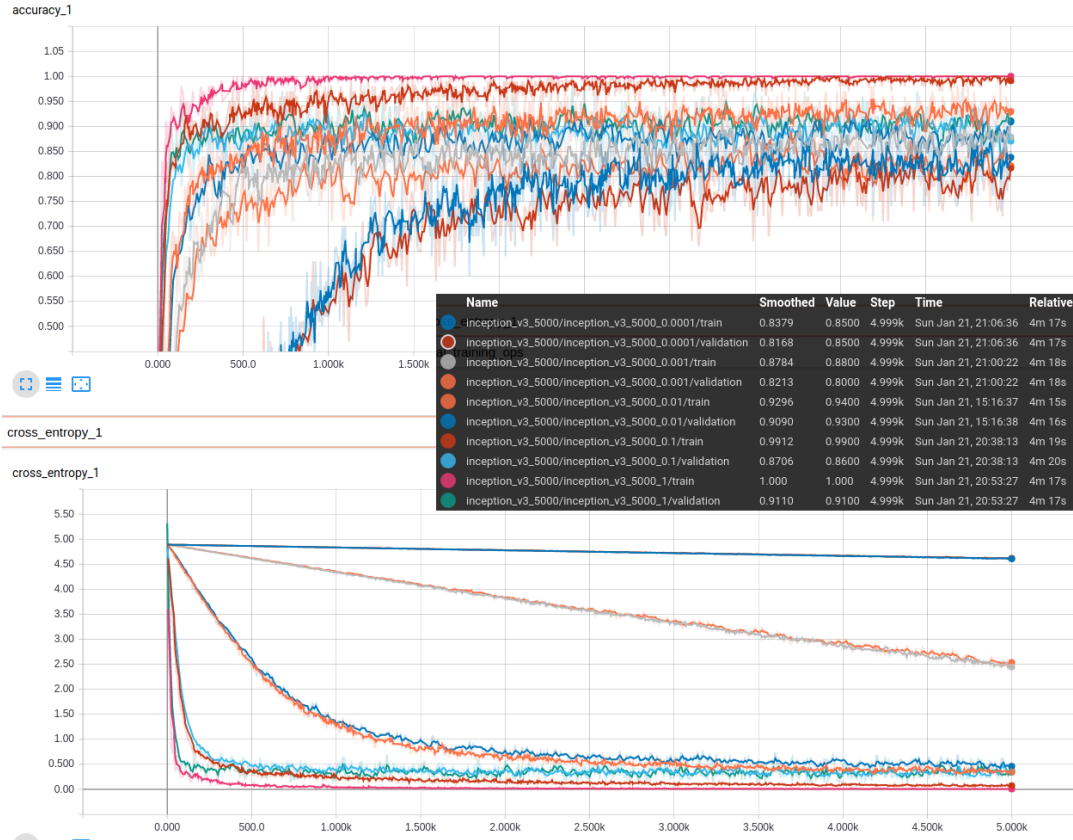 accuracy_1
1.05
1.00
0.950
0.900
0.850
0.800
0.750
0.700
0.650
0.600
0.550
0.500
0.000 500.0 1.000k 1.500k
Name Smoothed Value Step Time Relative
inception_v3_5000/inception_v3_5000_0.0001/train 0.8379 0.8500 4.999k Sun Jan 21, 21:06:36 4m 17s
inception_v3_5000/inception_v3_5000_0.0001/validation 0.8168 0.8500 4.999k Sun Jan 21, 21:06:36 4m 17s
inception_v3_5000/inception_v3_5000_0.001/train 0.8784 0.8800 4.999k Sun Jan 21, 21:00:22 4m 18s
inception_v3_5000/inception_v3_5000_0.001/validation 0.8213 0.8000 4.999k Sun Jan 21, 21:00:22 4m 18s
inception_v3_5000/inception_v3_5000_0.01/train 0.9296 0.9400 4.999k Sun Jan 21, 15:16:37 4m 15s
inception_v3_5000/inception_v3_5000_0.01/validation 0.9090 0.9300 4.999k Sun Jan 21, 15:16:38 4m 16s
inception_v3_5000/inception_v3_5000_0.1/train 0.9912 0.9900 4.999k Sun Jan 21, 20:38:13 4m 19s
inception_v3_5000/inception_v3_5000_0.1/validation 0.8706 0.8600 4.999k Sun Jan 21, 20:38:13 4m 20s
inception_v3_5000/inception_v3_5000_1/train 1.000 1.000 4.999k Sun Jan 21, 20:53:27 4m 17s
inception_v3_5000/inception_v3_5000_1/validation 0.9110 0.9100 4.999k Sun Jan 21, 20:53:27 4m 17s
cross_entropy_1
cross_entropy_1
5.50
5.00
4.50
4.00
3.50
3.00
2.50
2.00
1.50
1.00
0.500
0.00
0.000 500.0 1.000k 1.500k 2.000k 2.500k 3.000k 3.500k 4.000k 4.500k 5.000k